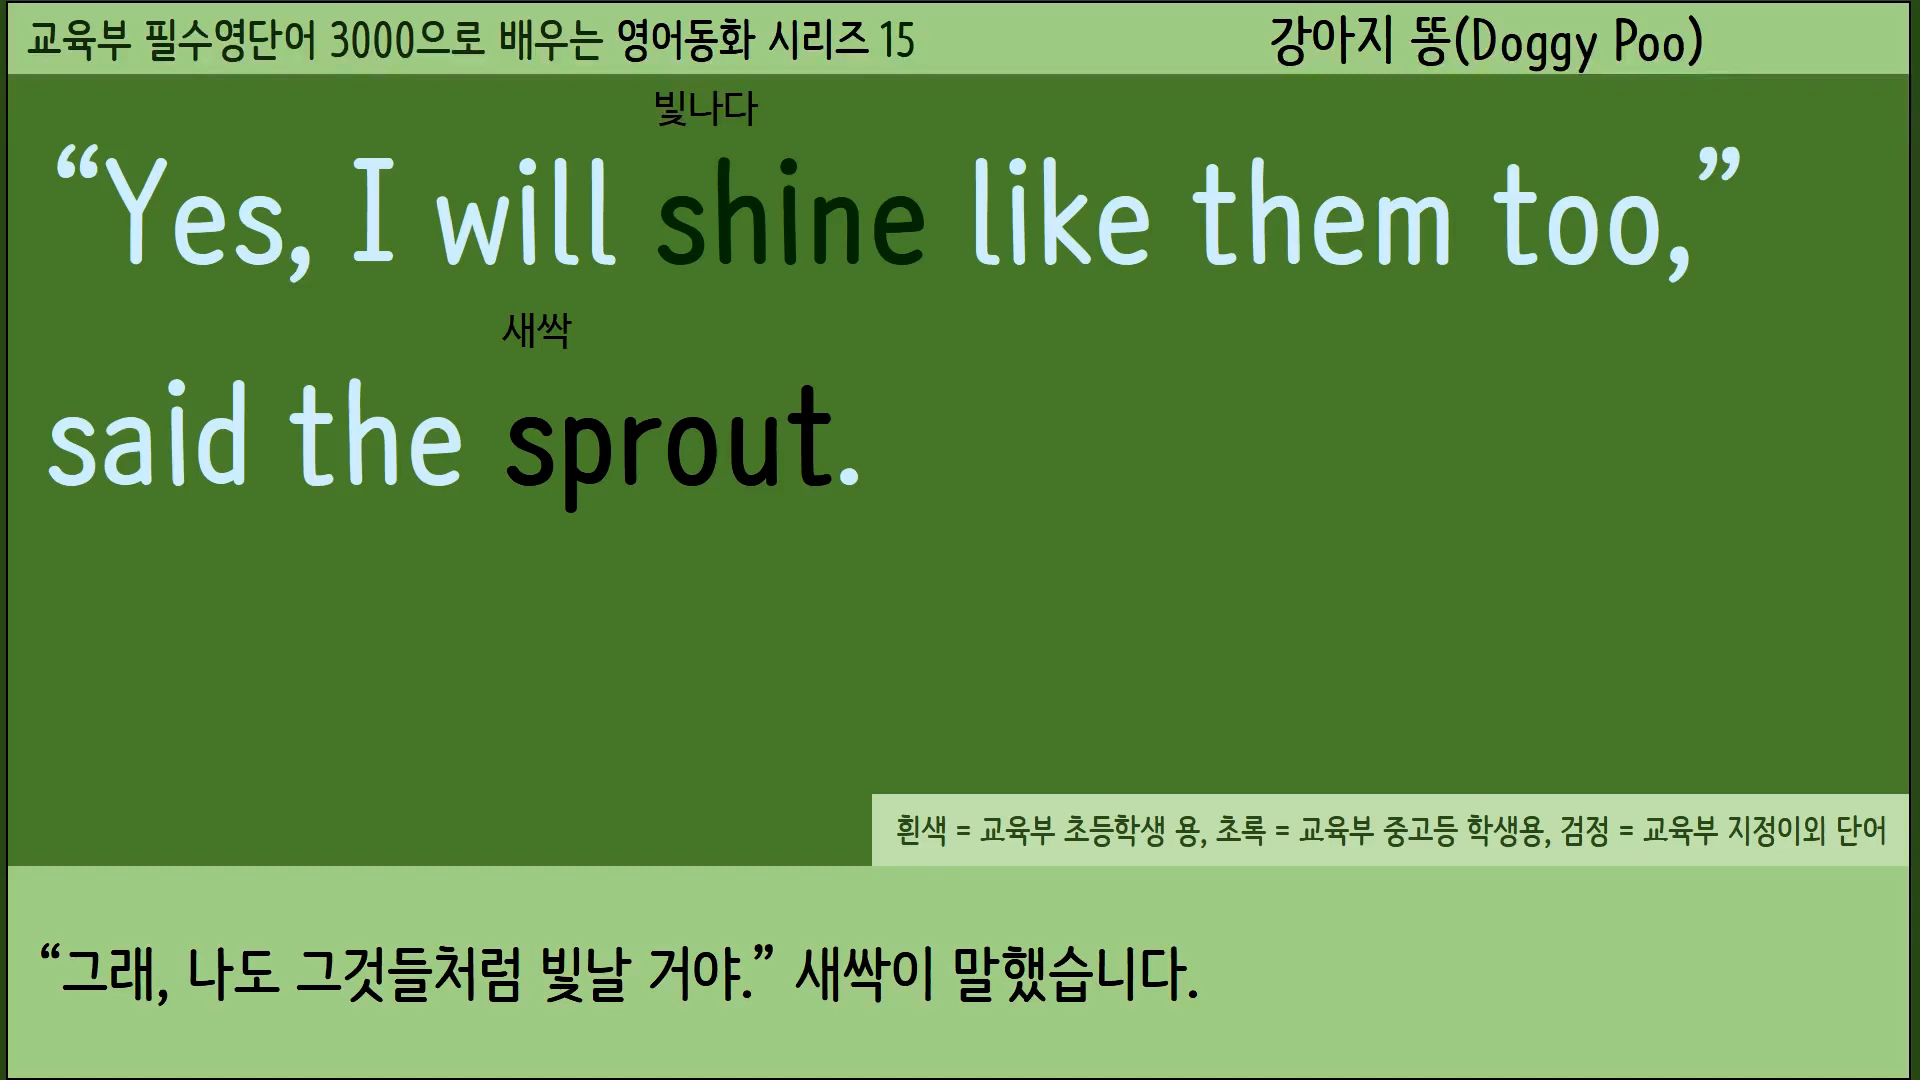 교육부 필수영단어 3000으로 배우는 영어동화 시리즈 15
강아지 똥(Doggy Poo)
빛나다
“Yes, I will shine like them too,”
새싹
said the sprout.
흰색 = 교육부 초등학생 용, 초록 = 교육부 중고등 학생용, 검정 = 교육부 지정이외 단어
“그래, 나도 그것들처럼 빛날 거야.” 새싹이 말했습니다.